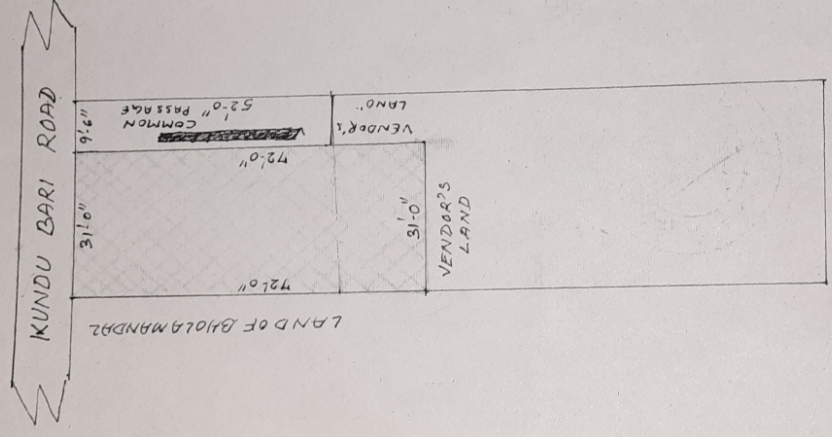 KUNDU BARI ROAD
9'-6"
COMMON
52'-0" PASSAGE
VENDOR'S
LAND'
31'-0"
72'-0"
31'-0"
72'-0"
VENDOR'S
LAND
LAND OF BHOLA MANDAL